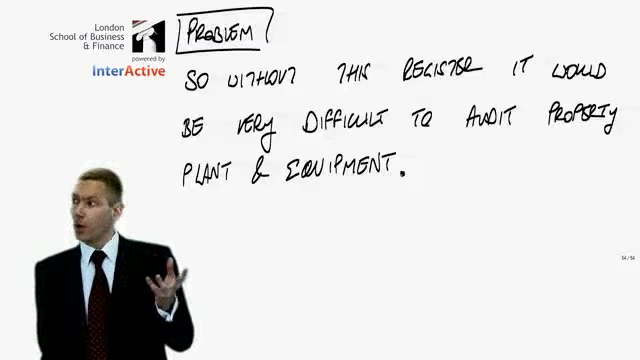 London
School of Business
& Finance
powered by
InterActive
PROBLEM
SO WITHOUT THIS REGISTER IT WOULD
BE VERY DIFFICULT TO AUDIT PROPERTY
PLANT & EQUIPMENT.
54 / 54